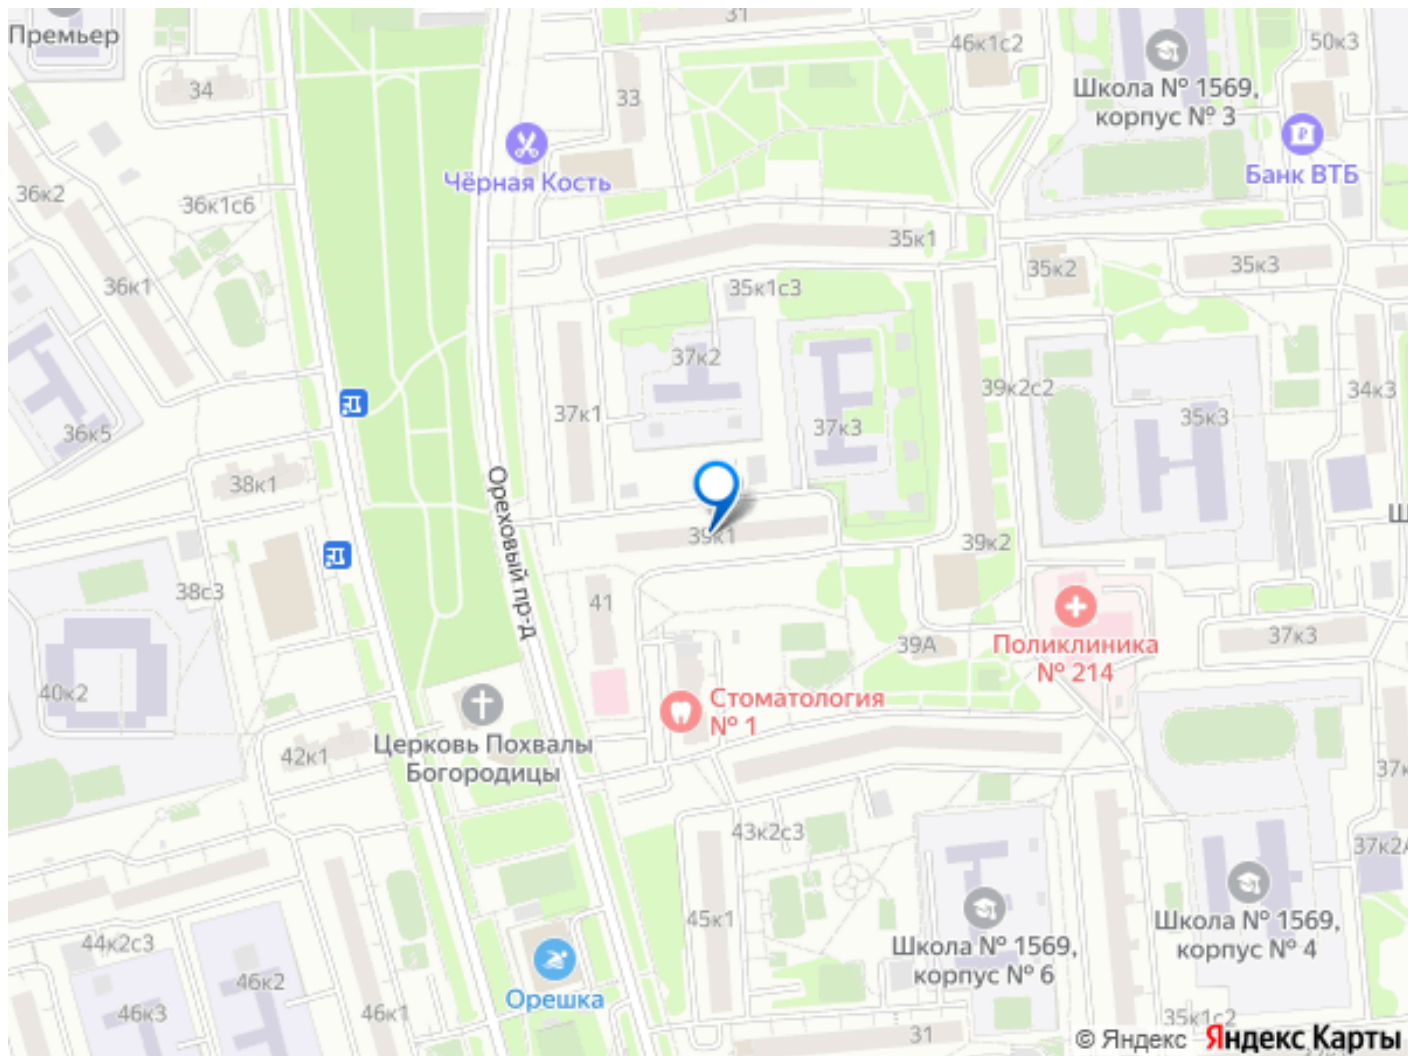 31
Премьер
46к1с2
50к3
34
Школа № 1569,
корпус № 3
33
Чёрная Кость
Банк ВТБ
36к2
36к1с6
35к1
35к2
35к3
36к1
35к1с3
37к2
39к2с2
34к3
37к1
37к3
35к3
36к5
38к1
Ореховый пр-д
39к1
39к2
Ш
38с3
41
39А
Поликлиника
№ 214
37к3
40к2
Стоматология
№ 1
Церковь Похвалы
Богородицы
42к1
37к
43к2с3
37к2А
45к1
Школа № 1569,
корпус № 6
Школа № 1569,
корпус № 4
44к2с3
46к2
Орешка
46к3
46к1
31
35к1с2
© Яндекс Яндекс Карты